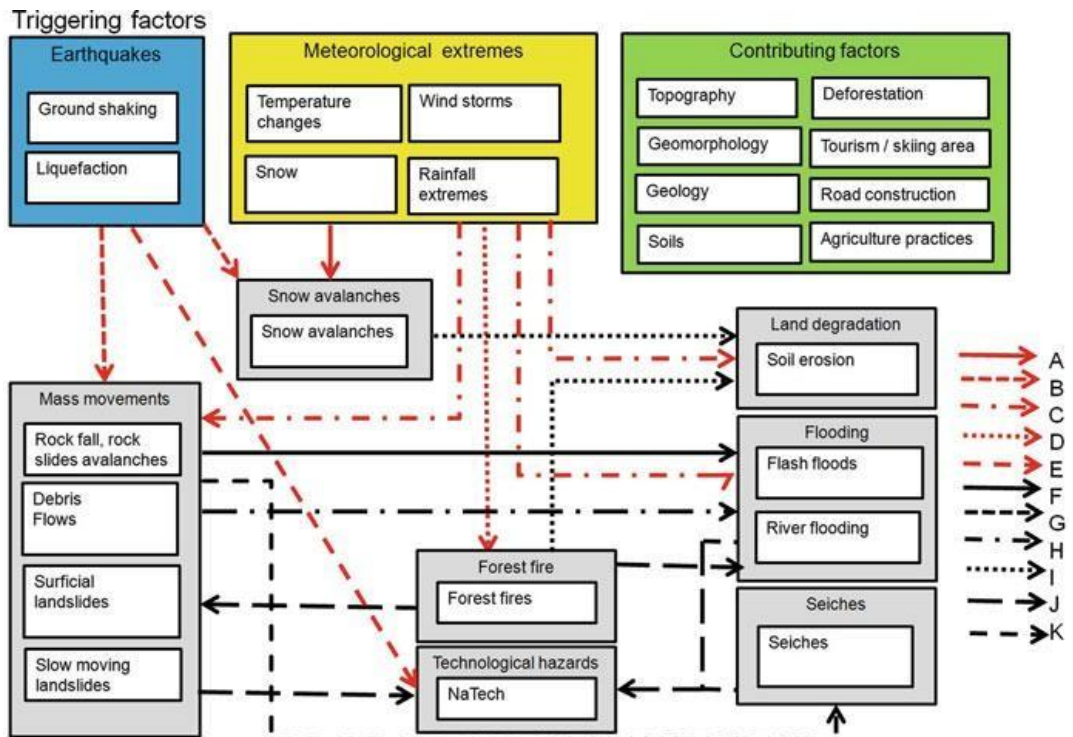 Triggering factors
Earthquakes
Ground shaking
Liquefaction
Meteorological extremes
Temperature
changes
Wind storms
Snow
Rainfall
extremes
Contributing factors
Topography
Deforestation
Geomorphology
Tourism / skiing area
Geology
Road construction
Soils
Agriculture practices
Snow avalanches
Snow avalanches
Land degradation
Soil erosion
Mass movements
Rock fall, rock
slides avalanches
Debris
Flows
Surficial
landslides
Slow moving
landslides
Flooding
Flash floods
River flooding
Forest fire
Forest fires
Technological hazards
NaTech
Seiches
Seiches
A
B
C
D
E
F
G
H
I
J
K